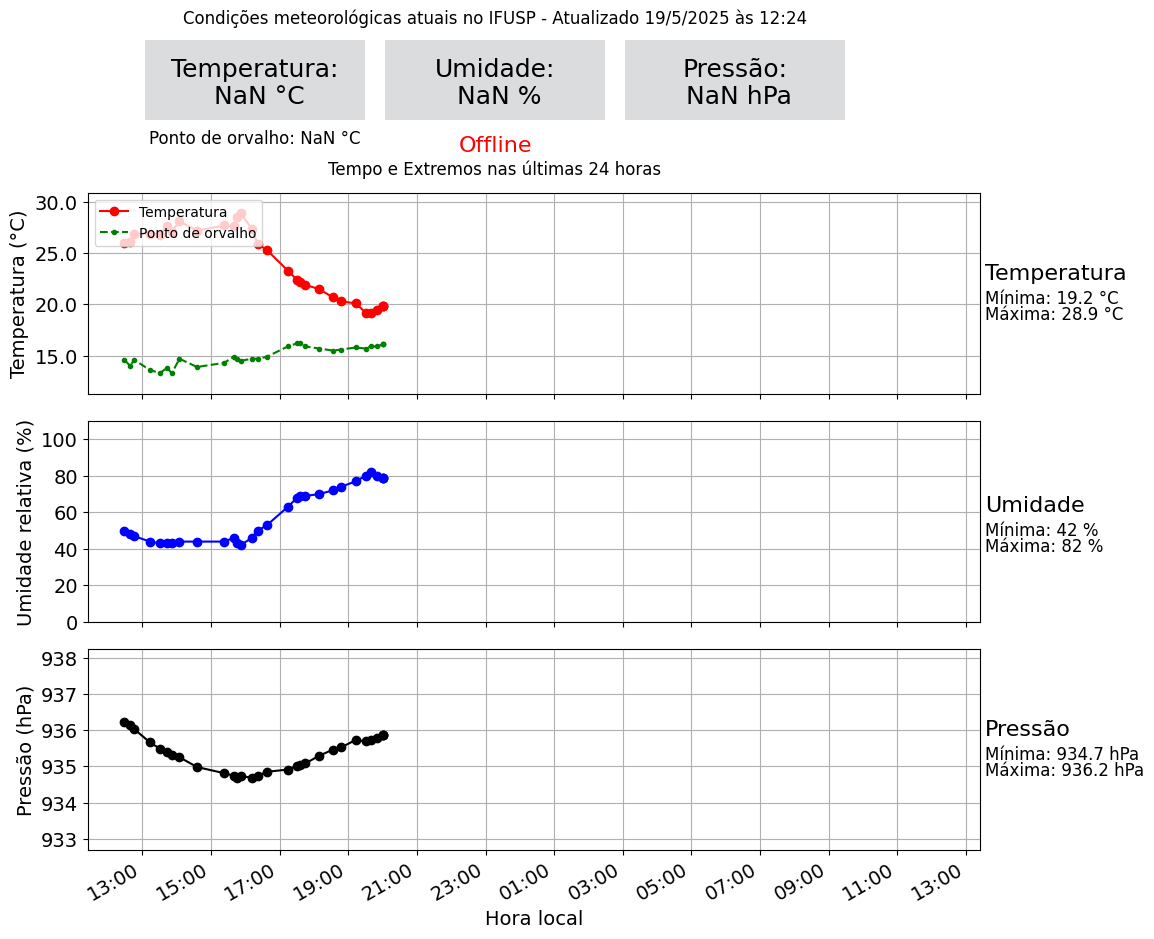 Condições meteorológicas atuais no IFUSP - Atualizado 19/5/2025 às 12:24
Temperatura:
NaN °C
Umidade:
NaN %
Pressão:
NaN hPa
Ponto de orvalho: NaN °C
Offline
Tempo e Extremos nas últimas 24 horas
Temperatura (°C)
30.0
25.0
20.0
15.0
Temperatura
Ponto de orvalho
Temperatura
Mínima: 19.2 °C
Máxima: 28.9 °C
Umidade relativa (%)
100
80
60
40
20
0
Umidade
Mínima: 42 %
Máxima: 82 %
Pressão (hPa)
938
937
936
935
934
933
Pressão
Mínima: 934.7 hPa
Máxima: 936.2 hPa
13:00
15:00
17:00
19:00
21:00
23:00
01:00
03:00
05:00
07:00
09:00
11:00
13:00
Hora local